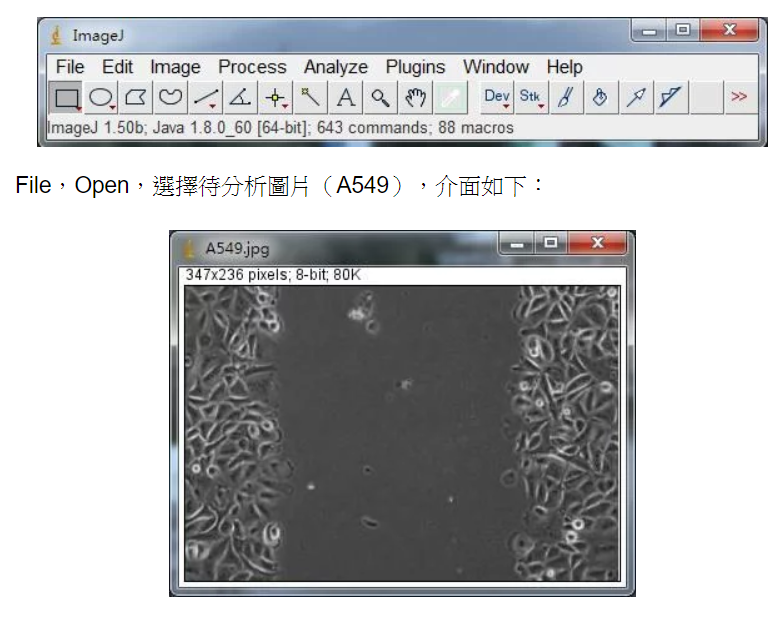 ImageJ
File Edit Image Process Analyze Plugins Window Help
A Dev Stk >>
ImageJ 1.50b; Java 1.8.0_60 [64-bit]; 643 commands; 88 macros
File，Open，選擇待分析圖片（A549），介面如下：
A549.jpg
347x236 pixels; 8-bit; 80K